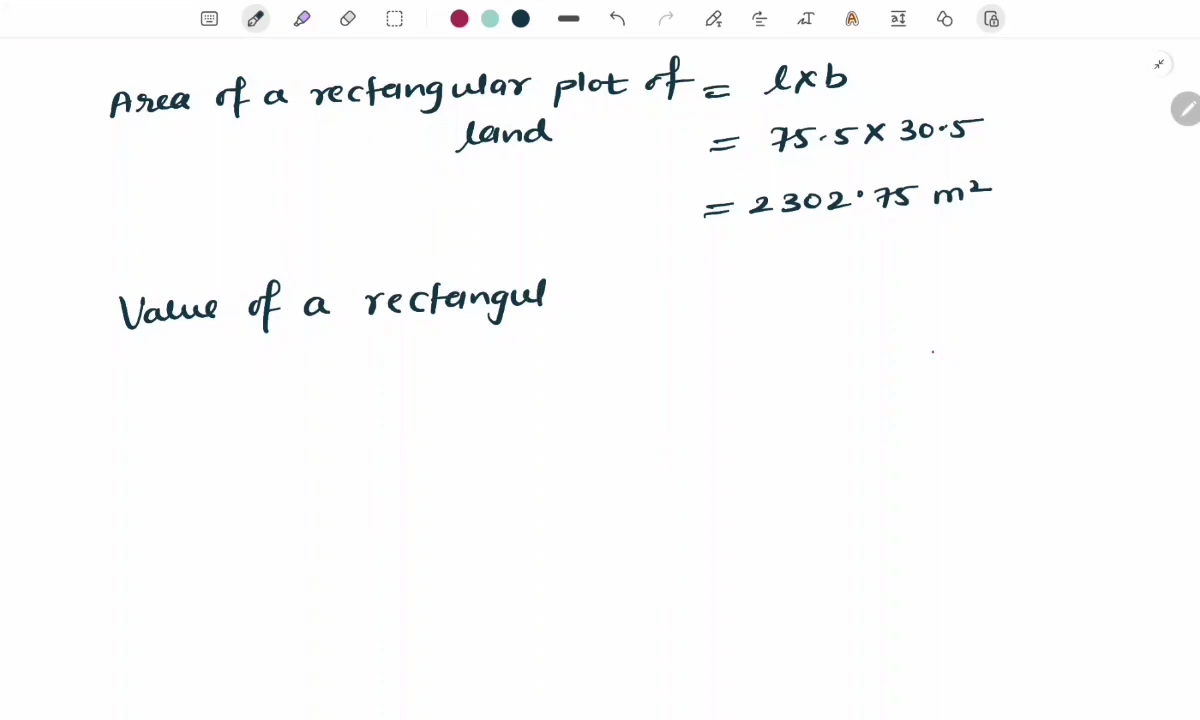 Area of a rectangular plot of = l×b
land
= 75.5 × 30.5
= 2302.75 m²
Value of a rectangul